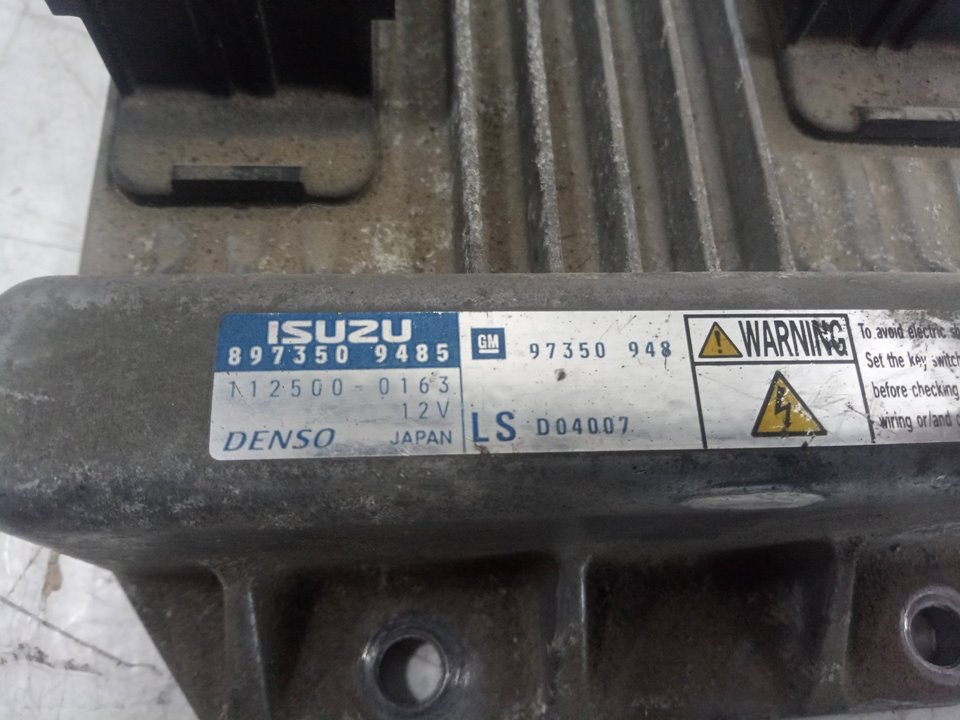 ISUZU
897350 9485
112500-0163
12V
DENSO JAPAN
GM 97350 948
LS D04007
WARNING
To avoid electric
Set the key switch
before checking
wiring or/and